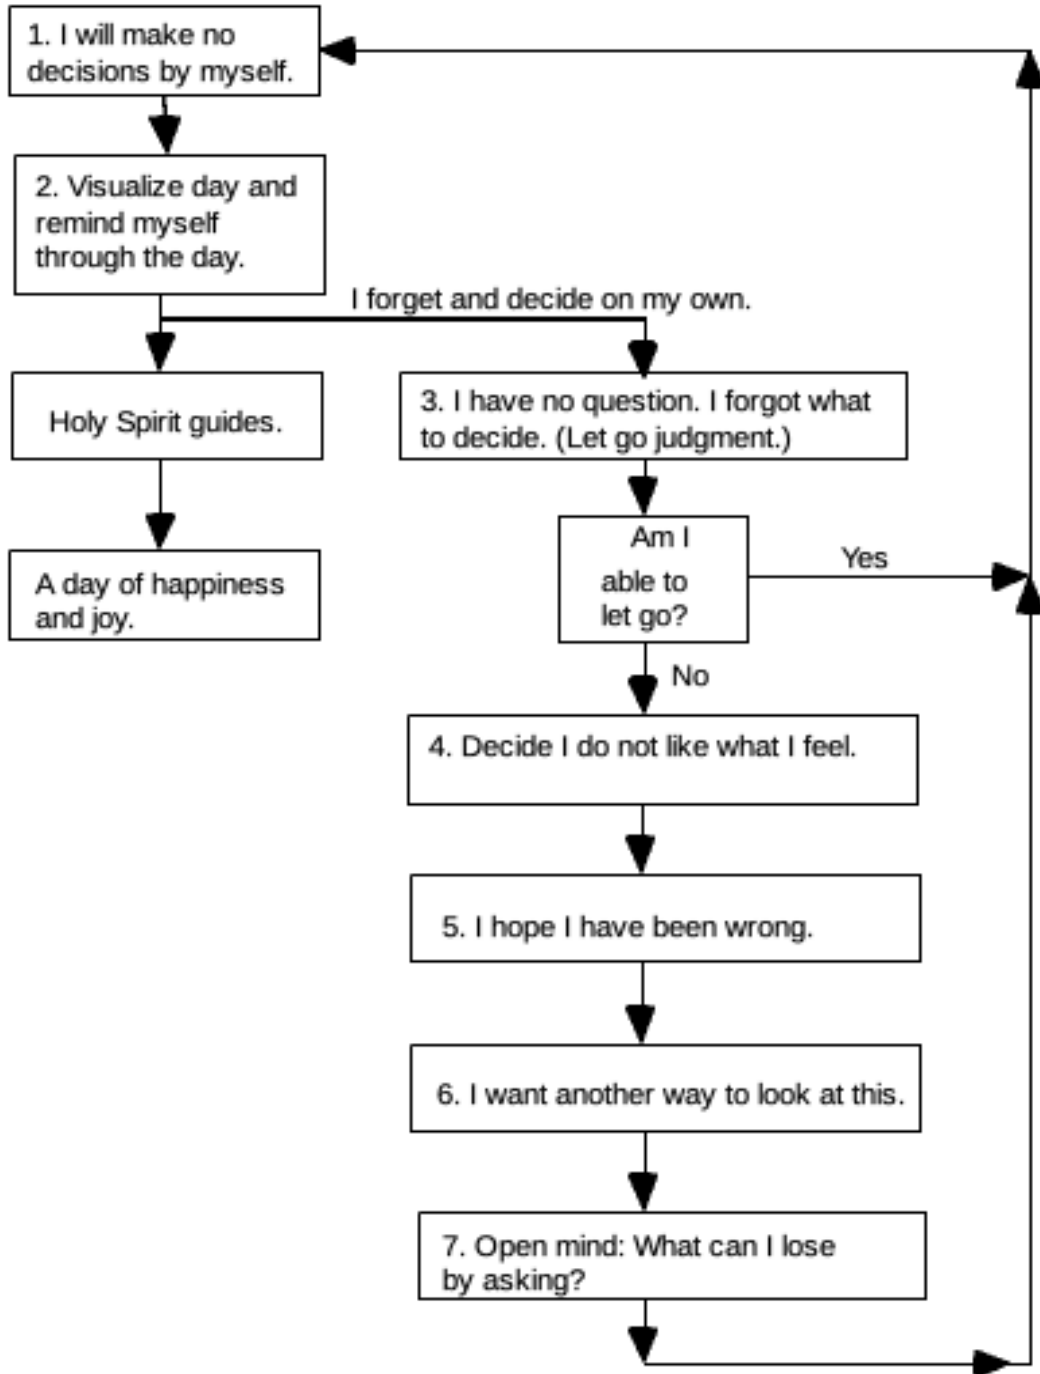 1. I will make no
decisions by myself.
2. Visualize day and
remind myself
through the day.
I forget and decide on my own.
Holy Spirit guides.
3. I have no question. I forgot what
to decide. (Let go judgment.)
A day of happiness
and joy.
Am I
able to
let go?
Yes
No
4. Decide I do not like what I feel.
5. I hope I have been wrong.
6. I want another way to look at this.
7. Open mind: What can I lose
by asking?